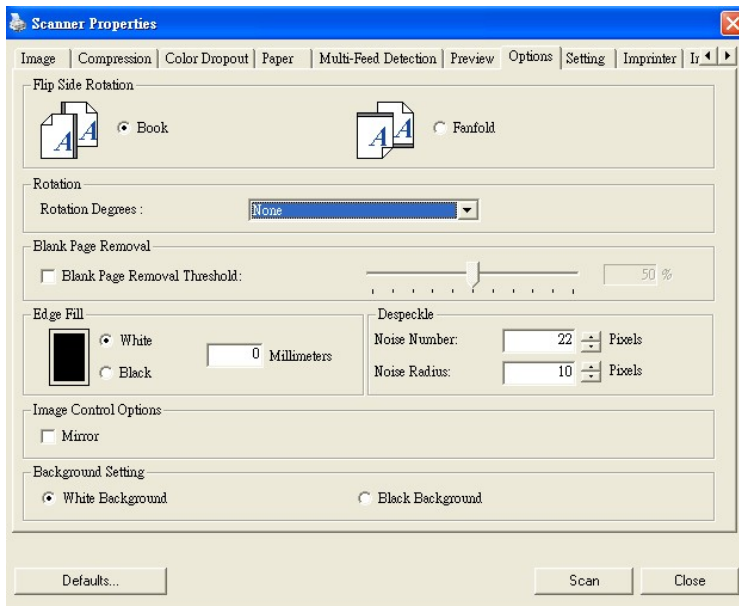 Scanner Properties
Image Compression Color Dropout Paper Multi-Feed Detection Preview Options Setting Imprinter
Flip Side Rotation
A A Book A A Fanfold
Rotation
Rotation Degrees : None
Blank Page Removal
Blank Page Removal Threshold: 50 %
Edge Fill Despeckle
White Noise Number: 22 Pixels
0 Millimeters
Black Noise Radius: 10 Pixels
Image Control Options
Mirror
Background Setting
White Background Black Background
Defaults... Scan Close